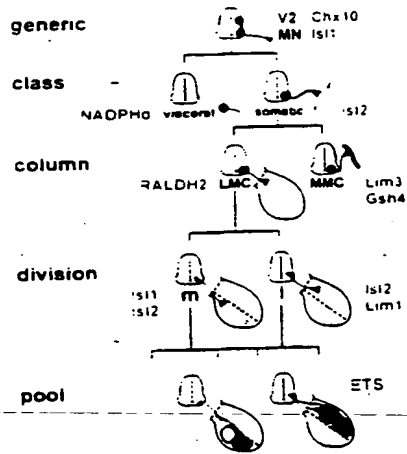 generic V2 Chx10
MN Isl1
class
NADPHd visceral somatic Isl2
column
RALDH2 LMC MMC Lim3
Gsh4
division
Isl1 m l Isl2
Isl2 Lim1
pool ETS